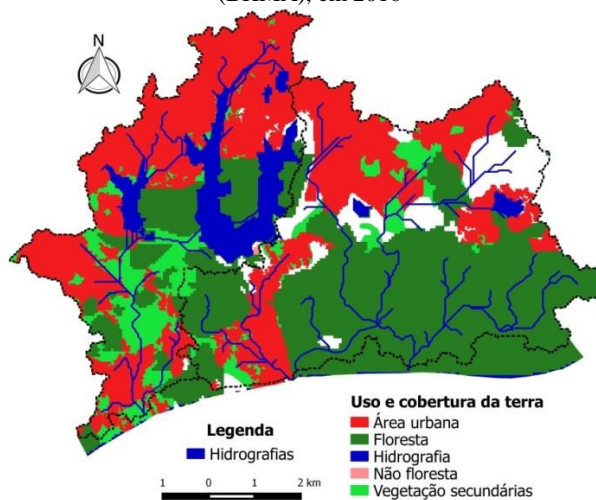 N
Legenda
Hidrografias
1 0 1 2 km
Uso e cobertura da terra
Área urbana
Floresta
Hidrografia
Não floresta
Vegetação secundárias